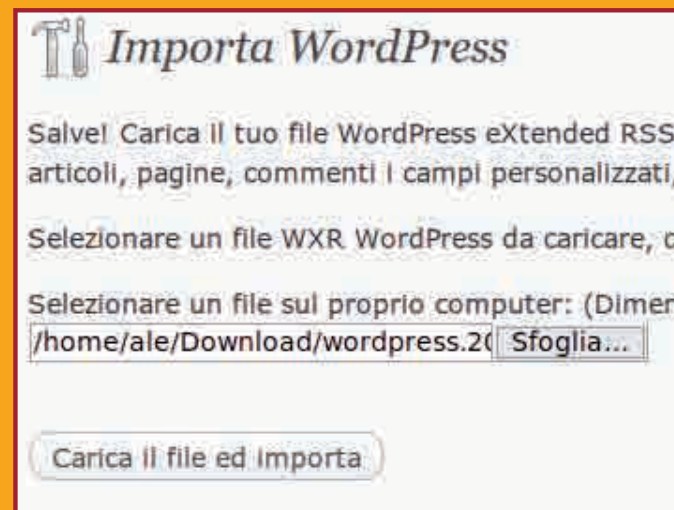 Importa WordPress
Salve! Carica il tuo file WordPress eXtended RSS
articoli, pagine, commenti i campi personalizzati,
Selezionare un file WXR WordPress da caricare,
Selezionare un file sul proprio computer: (Dimen
/home/ale/Download/wordpress.20 Sfoglia...
Carica il file ed importa